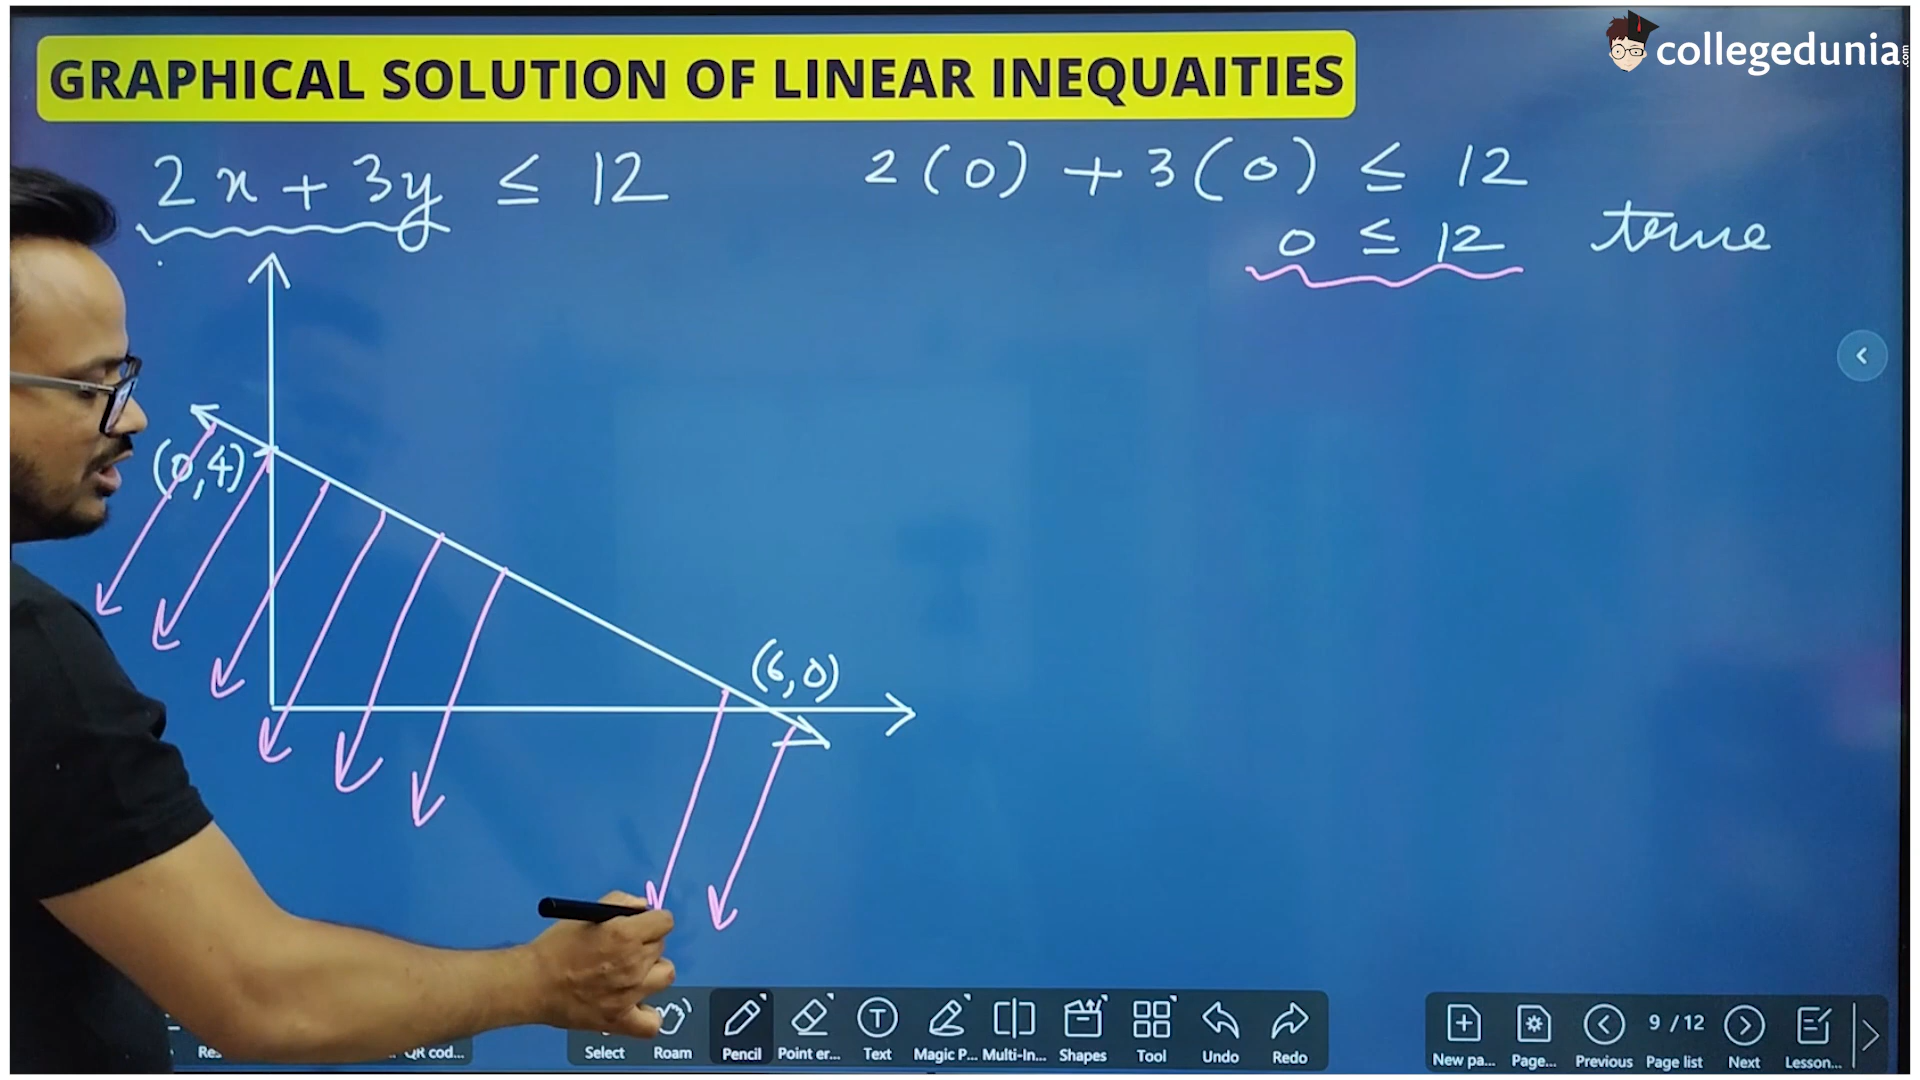 collegedunia
.com
GRAPHICAL SOLUTION OF LINEAR INEQUAITIES
2x + 3y ≤ 12
2(0) + 3(0) ≤ 12
0 ≤ 12 true
(0,4)
(6,0)
QR cod...
Select Roam Pencil Point er... Text Magic P... Multi-In... Shapes Tool Undo Redo
9 / 12
New pa... Page... Previous Page list Next Lesson...